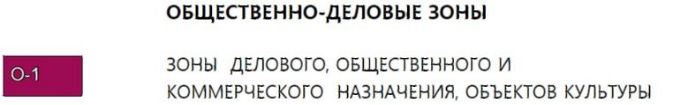 ОБЩЕСТВЕННО-ДЕЛОВЫЕ ЗОНЫ
О-1
ЗОНЫ ДЕЛОВОГО, ОБЩЕСТВЕННОГО И
КОММЕРЧЕСКОГО НАЗНАЧЕНИЯ, ОБЪЕКТОВ КУЛЬТУРЫ